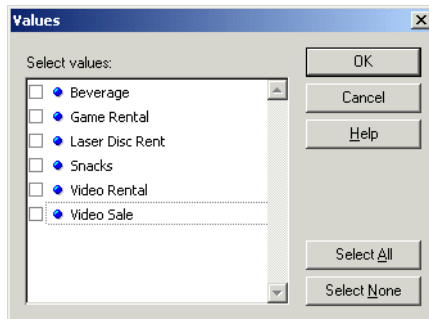 Values
Select values:
Beverage
Game Rental
Laser Disc Rent
Snacks
Video Rental
Video Sale
OK
Cancel
Help
Select All
Select None